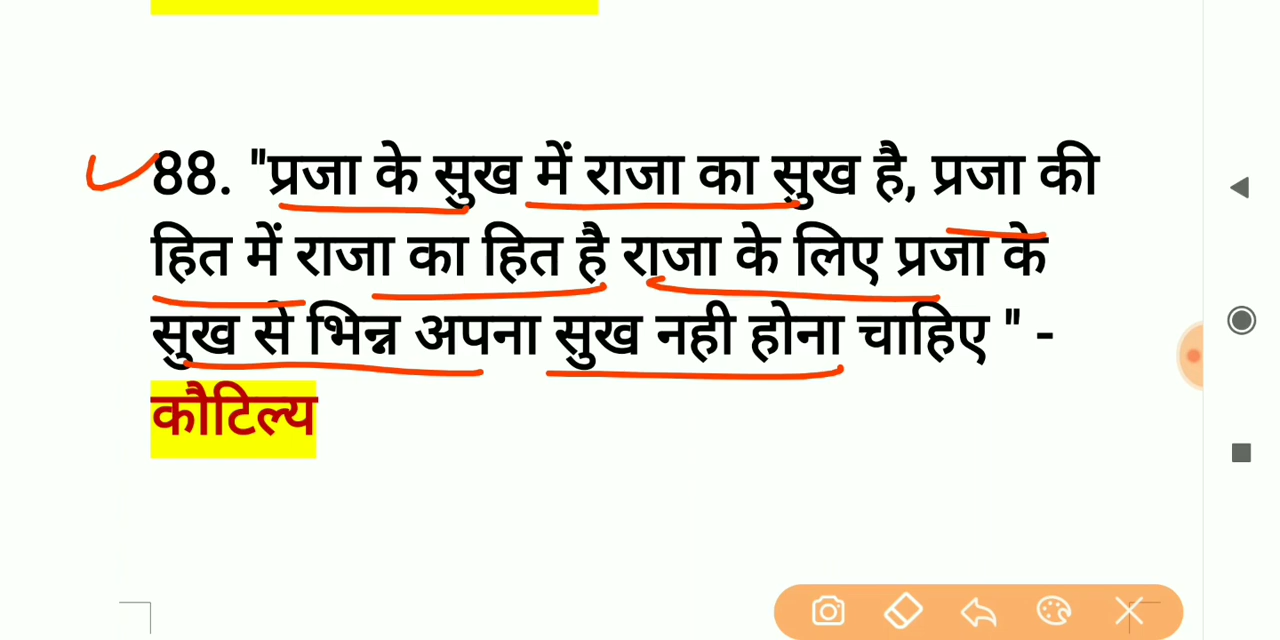 88. "प्रजा के सुख में राजा का सुख है, प्रजा की
हित में राजा का हित है राजा के लिए प्रजा के
सुख से भिन्न अपना सुख नही होना चाहिए " -
कौटिल्य